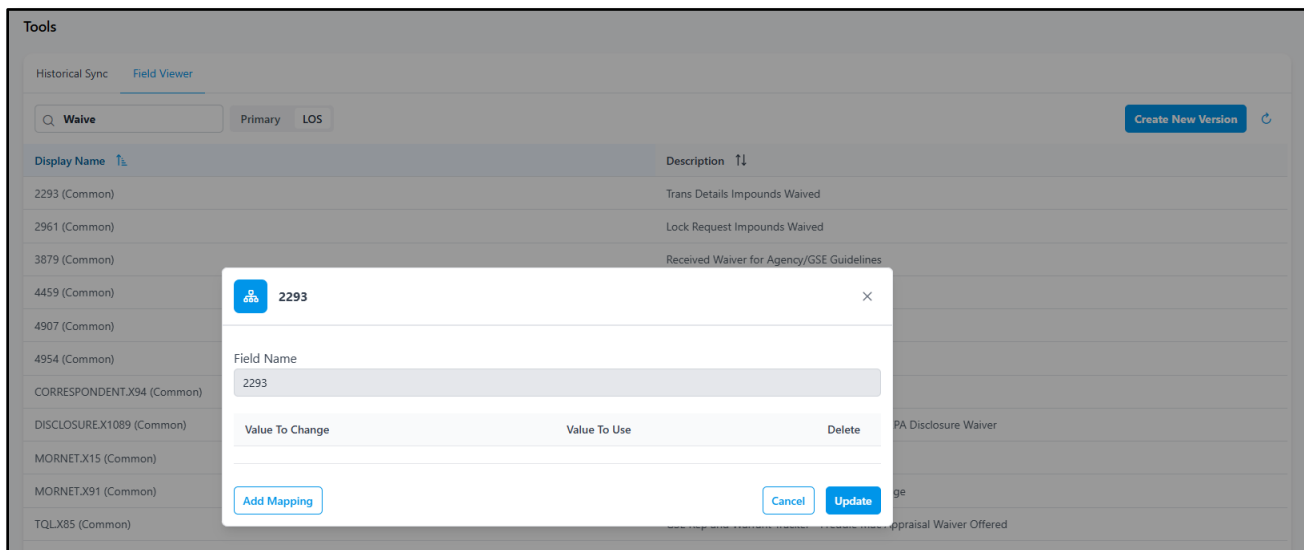 Tools
Historical Sync Field Viewer
Waive Primary LOS Create New Version
Display Name Description
2293 (Common) Trans Details Impounds Waived
2961 (Common) Lock Request Impounds Waived
3879 (Common) Received Waiver for Agency/GSE Guidelines
4459 (Common)
2293
4907 (Common)
4954 (Common)
Field Name
2293
CORRESPONDENT.X94 (Common)
DISCLOSURE.X1089 (Common) PA Disclosure Waiver
Value To Change Value To Use Delete
MORNET.X15 (Common)
MORNET.X91 (Common) ge
Add Mapping Cancel Update
TQL.X85 (Common) Appraisal Waiver Offered